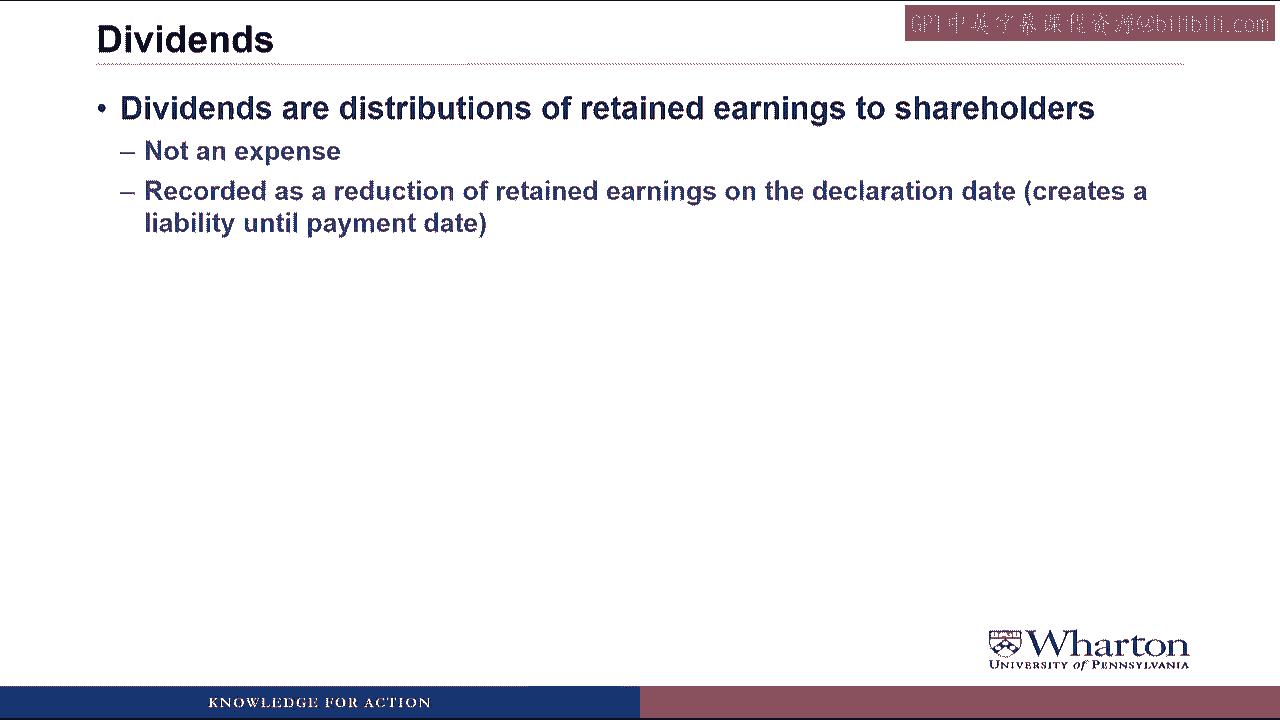 GPT中英字幕课程资源@bilibili.com
Dividends
• Dividends are distributions of retained earnings to shareholders
– Not an expense
– Recorded as a reduction of retained earnings on the declaration date (creates a
liability until payment date)
Wharton
UNIVERSITY of PENNSYLVANIA
KNOWLEDGE FOR ACTION